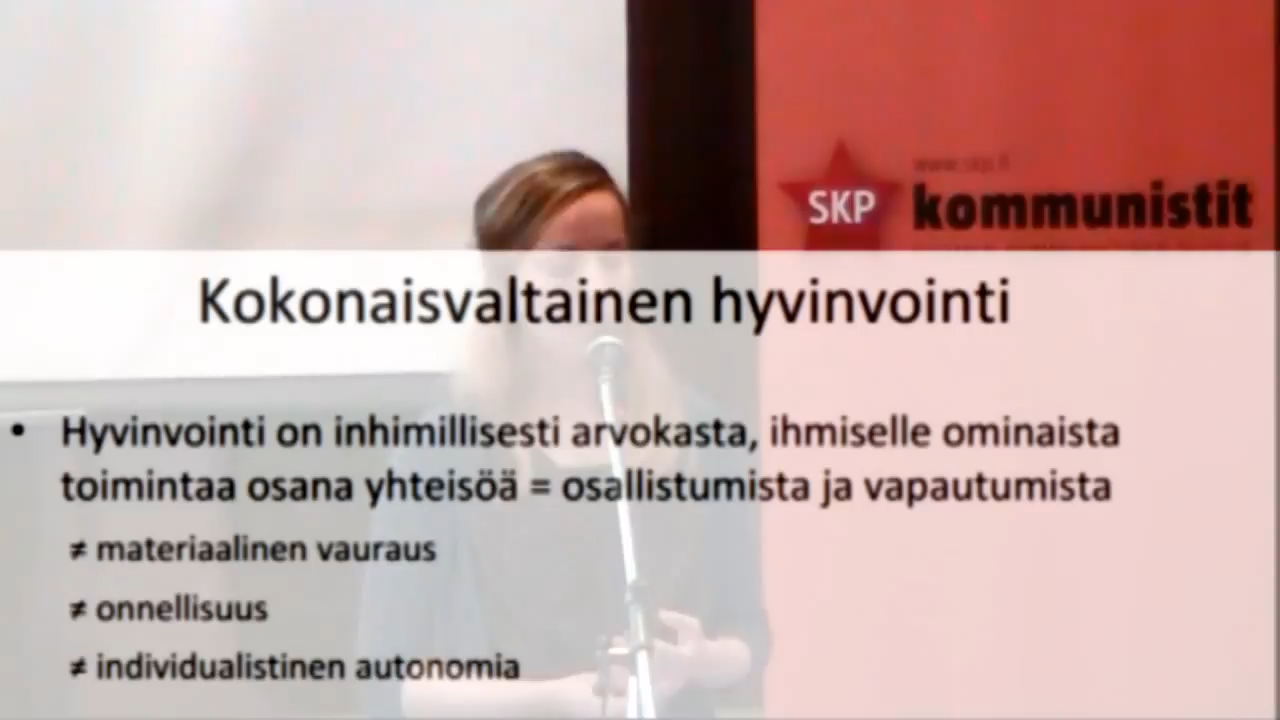 www.skp.fi
SKP
kommunistit
Kokonaisvaltainen hyvinvointi
• Hyvinvointi on inhimillisesti arvokasta, ihmiselle ominaista
toimintaa osana yhteisöä = osallistumista ja vapautumista
≠ materiaalinen vauraus
≠ onnellisuus
≠ individualistinen autonomia